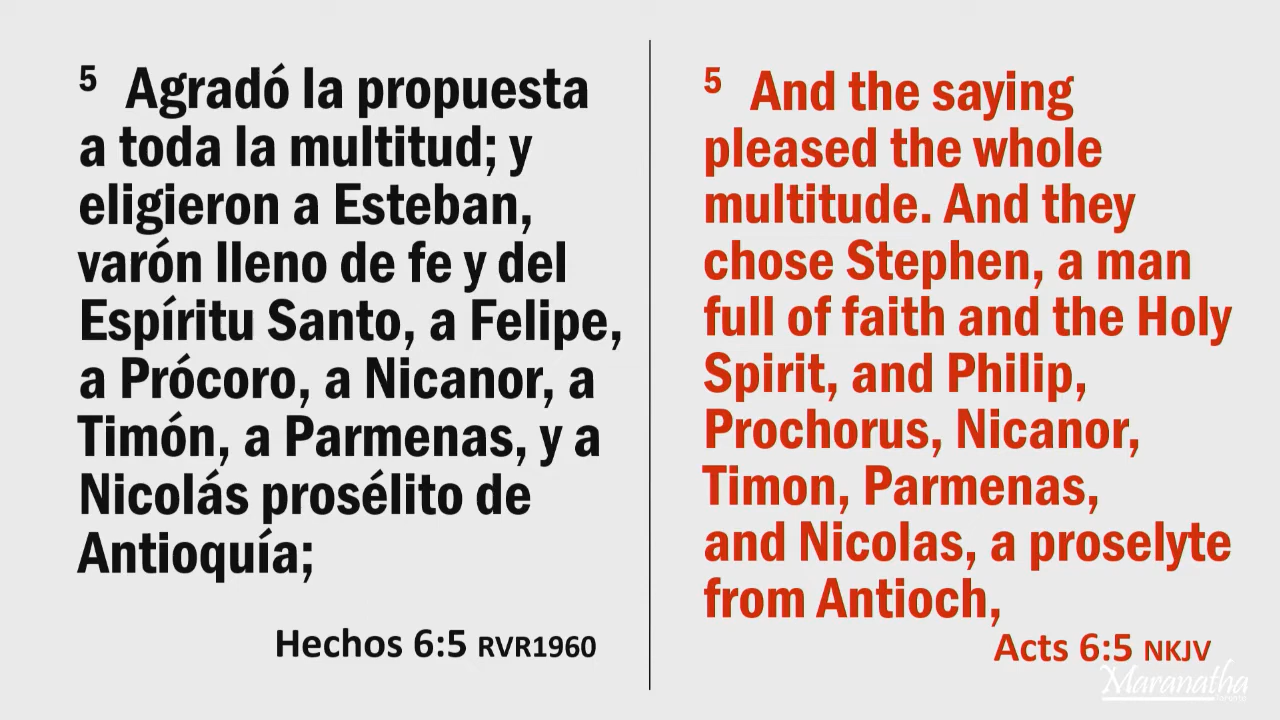 5 Agradó la propuesta
a toda la multitud; y
eligieron a Esteban,
varón lleno de fe y del
Espíritu Santo, a Felipe,
a Prócoro, a Nicanor, a
Timón, a Parmenas, y a
Nicolás prosélito de
Antioquía;
Hechos 6:5 RVR1960
5 And the saying
pleased the whole
multitude. And they
chose Stephen, a man
full of faith and the Holy
Spirit, and Philip,
Prochorus, Nicanor,
Timon, Parmenas,
and Nicolas, a proselyte
from Antioch,
Acts 6:5 NKJV
Maranatha